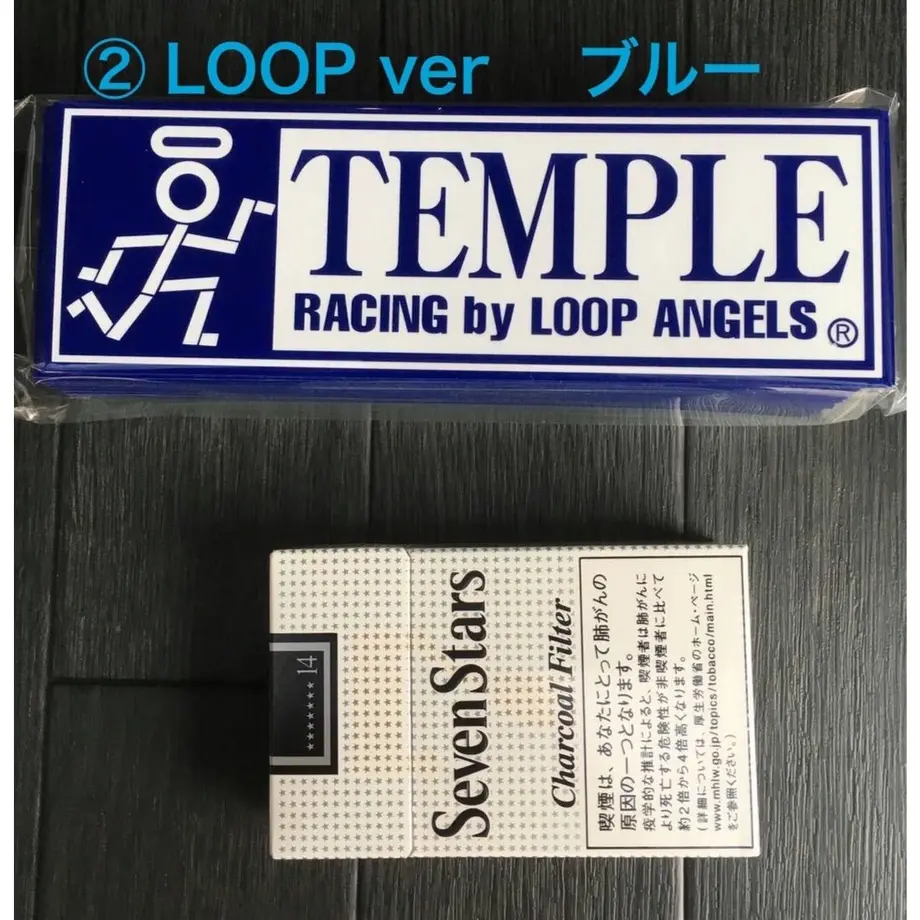 ② LOOP ver ブルー
TEMPLE
RACING by LOOP ANGELS ®
14
SevenStars
Charcoal Filter
喫煙は、あなたにとって肺がんの
原因の一つとなります。
疫学的な推計によると、喫煙者は肺がんに
より死亡する危険性が非喫煙者に比べて
約2倍から4倍高くなります。
(詳細については、厚生労働省のホーム・ページ
www.mhlw.go.jp/topics/tobacco/main.html
をご参照ください。)